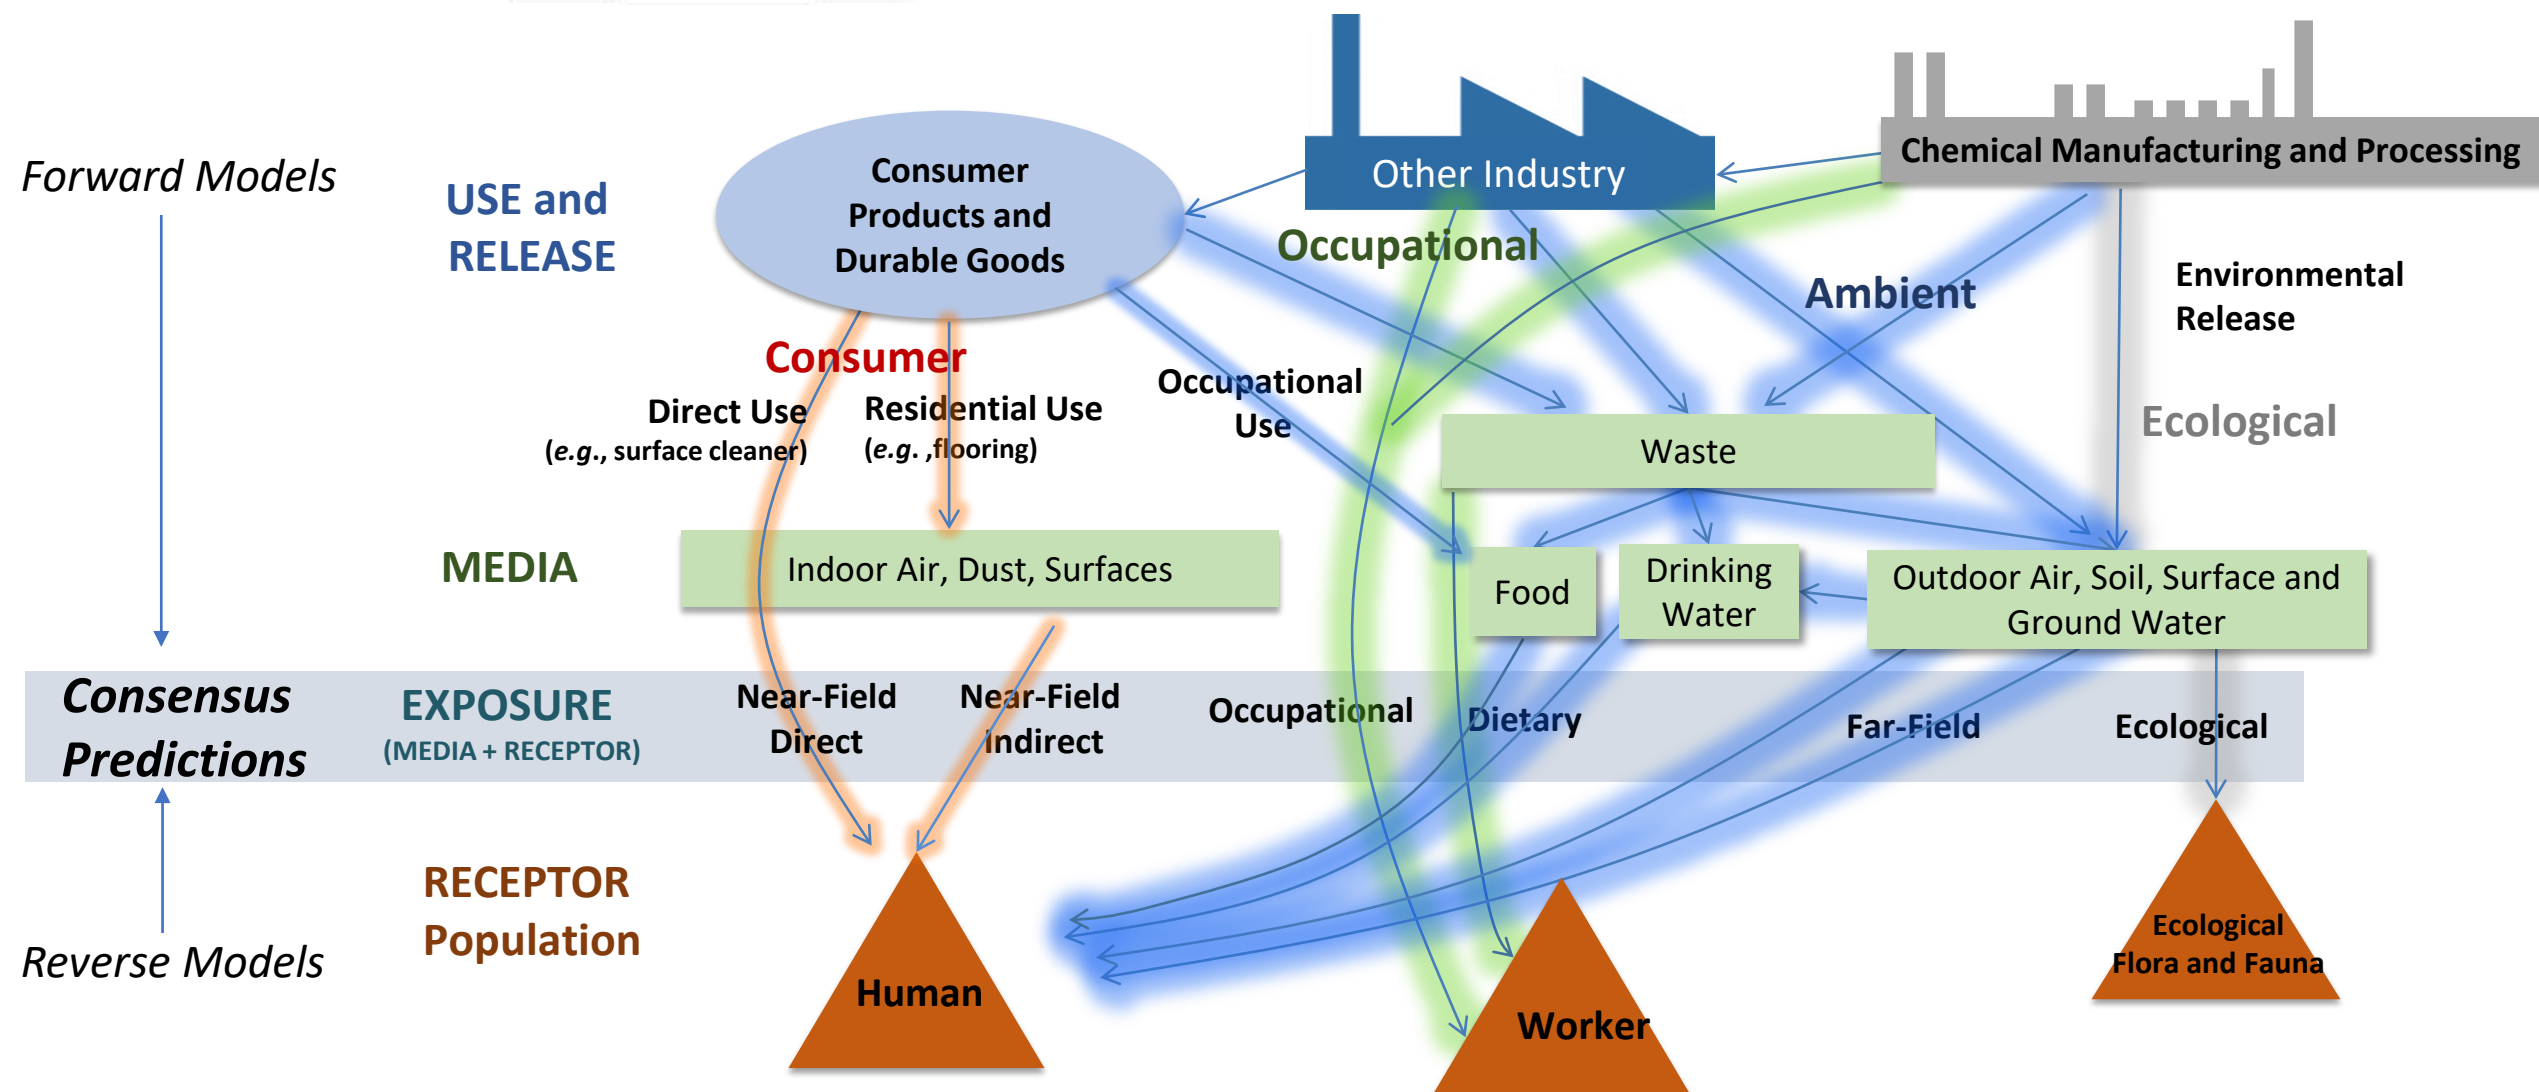 Forward Models
USE and
RELEASE
Consumer
Products and
Durable Goods
Other Industry
Chemical Manufacturing and Processing
Occupational
Ambient
Environmental
Release
Consumer
Direct Use
(e.g., surface cleaner)
Residential Use
(e.g. ,flooring)
Occupational
Use
Ecological
Waste
MEDIA
Indoor Air, Dust, Surfaces
Food
Drinking
Water
Outdoor Air, Soil, Surface and
Ground Water
Consensus
Predictions
EXPOSURE
(MEDIA + RECEPTOR)
Near-Field
Direct
Near-Field
Indirect
Occupational
Dietary
Far-Field
Ecological
Reverse Models
RECEPTOR
Population
Human
Worker
Ecological
Flora and Fauna